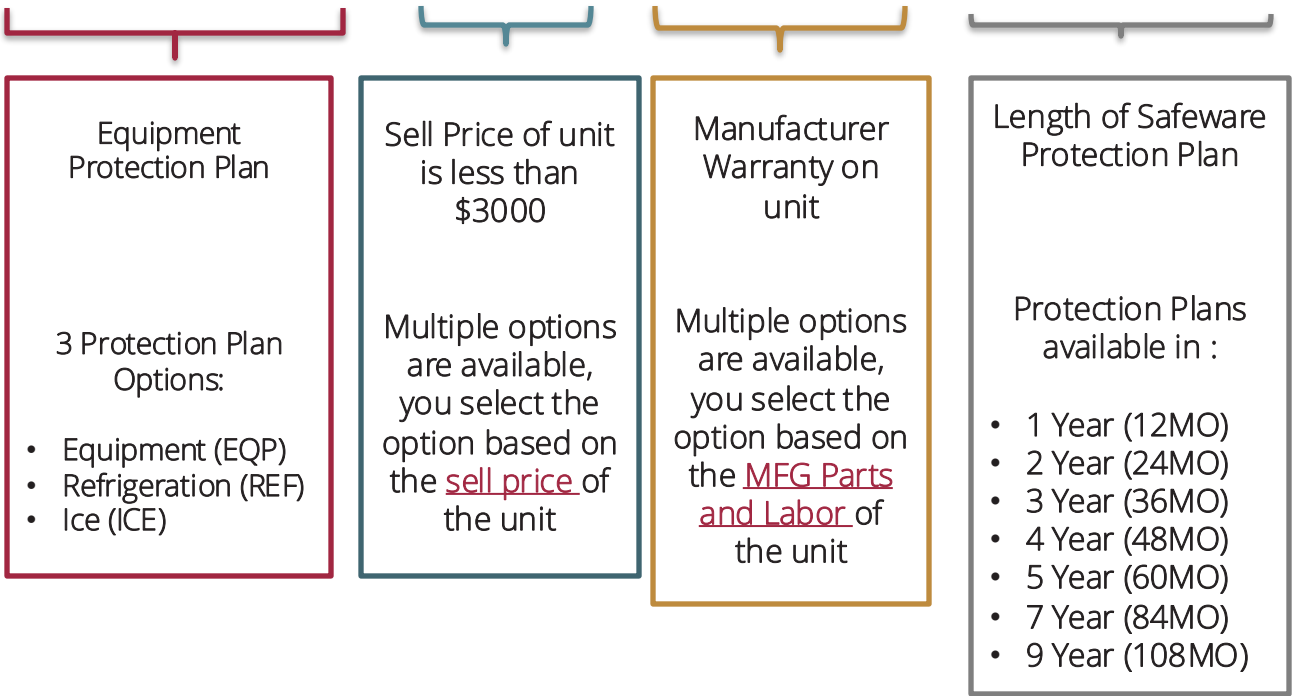 Equipment
Protection Plan
3 Protection Plan
Options:
• Equipment (EQP)
• Refrigeration (REF)
• Ice (ICE)
Sell Price of unit
is less than
$3000
Multiple options
are available,
you select the
option based on
the sell price of
the unit
Manufacturer
Warranty on
unit
Multiple options
are available,
you select the
option based on
the MFG Parts
and Labor of
the unit
Length of Safeware
Protection Plan
Protection Plans
available in :
• 1 Year (12MO)
• 2 Year (24MO)
• 3 Year (36MO)
• 4 Year (48MO)
• 5 Year (60MO)
• 7 Year (84MO)
• 9 Year (108MO)